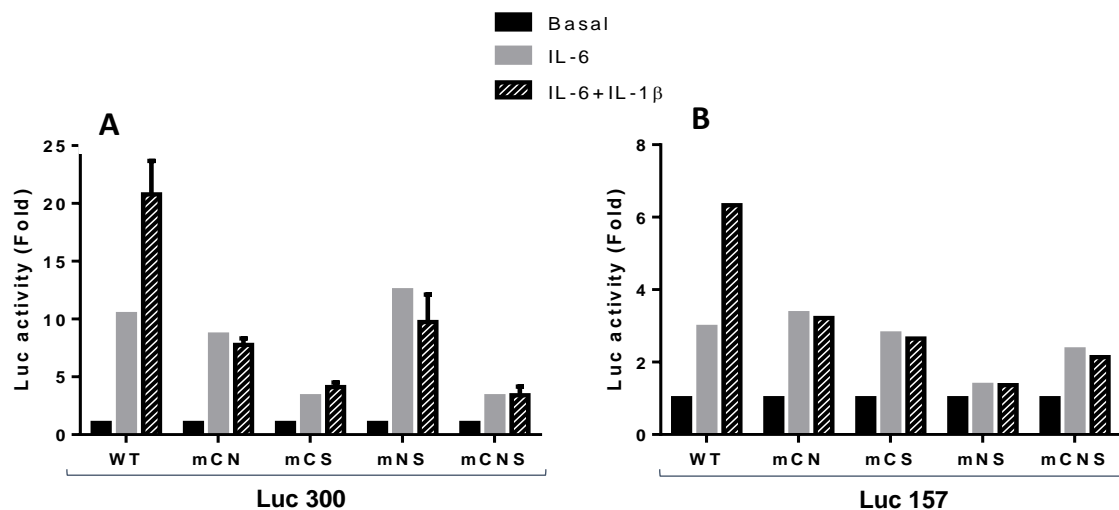 Basal
IL-6
IL-6+IL-1β
A
Luc activity (Fold)
25
20
15
10
5
0
WT mCN mCS mNS mCNS
Luc 300
B
Luc activity (Fold)
8
6
4
2
0
WT mCN mCS mNS mCNS
Luc 157